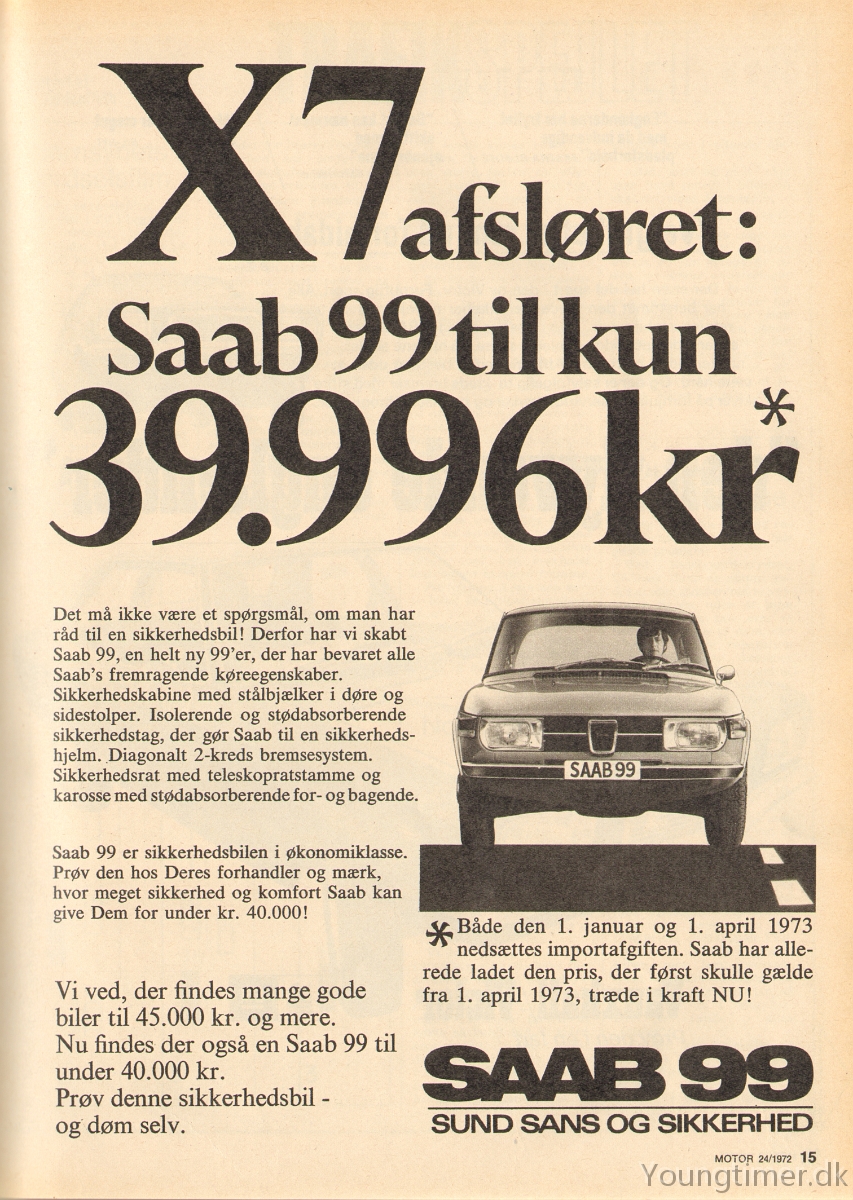 X7 afsløret:
Saab 99 til kun
39.996 kr*
Det må ikke være et spørgsmål, om man har
råd til en sikkerhedsbil! Derfor har vi skabt
Saab 99, en helt ny 99'er, der har bevaret alle
Saab's fremragende køreegenskaber.
Sikkerhedskabine med stålbjælker i døre og
sidestolper. Isolerende og stødabsorberende
sikkerhedstag, der gør Saab til en sikkerheds-
hjelm. Diagonalt 2-kreds bremsesystem.
Sikkerhedsrat med teleskopratstamme og
karosse med stødabsorberende for- og bagende.
Saab 99 er sikkerhedsbilen i økonomiklasse.
Prøv den hos Deres forhandler og mærk,
hvor meget sikkerhed og komfort Saab kan
give Dem for under kr. 40.000!
Vi ved, der findes mange gode
biler til 45.000 kr. og mere.
Nu findes der også en Saab 99 til
under 40.000 kr.
Prøv denne sikkerhedsbil -
og døm selv.
SAAB 99
* Både den 1. januar og 1. april 1973
nedsættes importafgiften. Saab har alle-
rede ladet den pris, der først skulle gælde
fra 1. april 1973, træde i kraft NU!
SAAB 99
SUND SANS OG SIKKERHED
MOTOR 24/1972 15
Youngtimer.dk